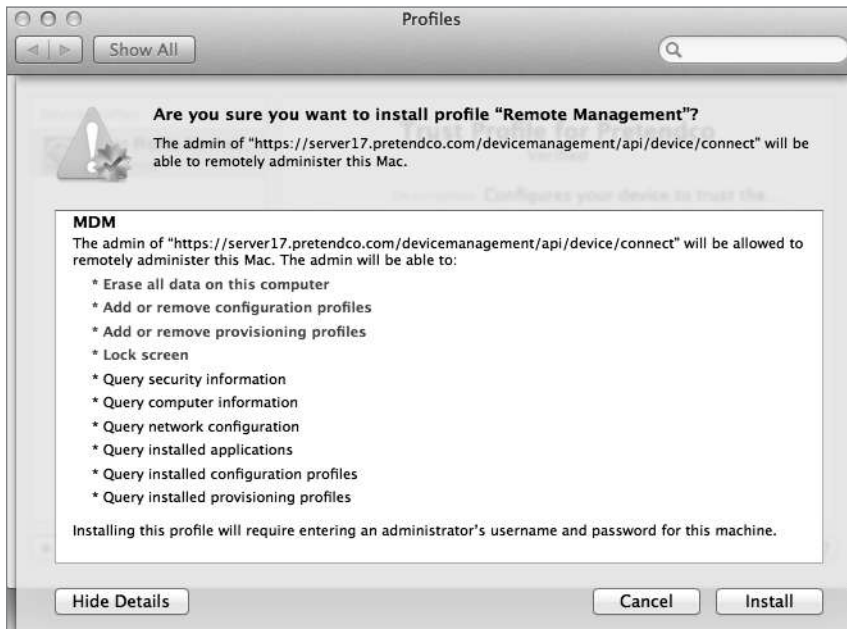 Profiles
Show All
Are you sure you want to install profile “Remote Management”?
The admin of “https://server17.pretendco.com/devicemanagement/api/device/connect” will be
able to remotely administer this Mac.
Trust Profile for Pretendco
Configures your device to trust the...
MDM
The admin of “https://server17.pretendco.com/devicemanagement/api/device/connect” will be allowed to
remotely administer this Mac. The admin will be able to:
* Erase all data on this computer
* Add or remove configuration profiles
* Add or remove provisioning profiles
* Lock screen
* Query security information
* Query computer information
* Query network configuration
* Query installed applications
* Query installed configuration profiles
* Query installed provisioning profiles
Installing this profile will require entering an administrator’s username and password for this machine.
Hide Details
Cancel
Install